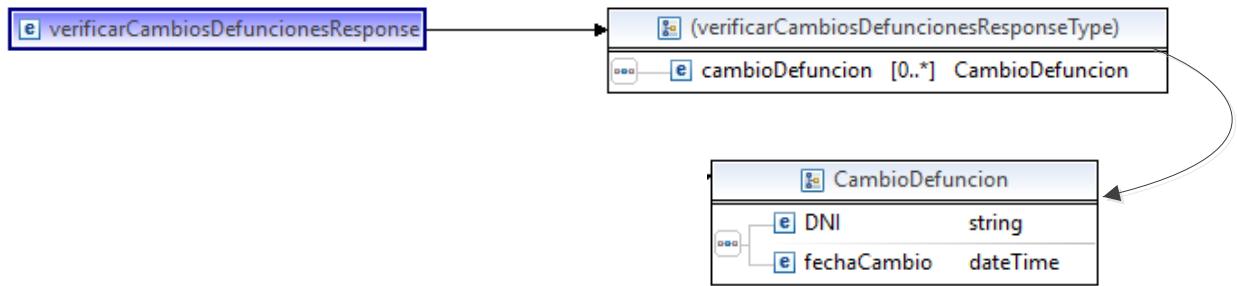 e verificarCambiosDefuncionesResponse
(verificarCambiosDefuncionesResponseType)
e cambioDefuncion [0..*] CambioDefuncion
CambioDefuncion
e DNI string
e fechaCambio dateTime